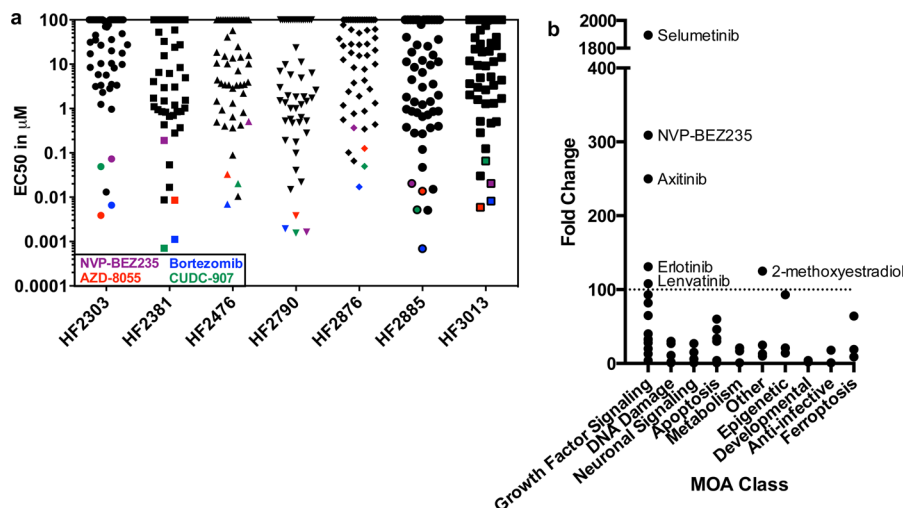 a
EC50 in μM
100
10
1
0.1
0.01
0.001
0.0001
NVP-BEZ235 Bortezomib
AZD-8055 CUDC-907
HF2303
HF2381
HF2476
HF2790
HF2876
HF2885
HF3013
b
Fold Change
2000
1800
400
300
200
100
0
Selumetinib
NVP-BEZ235
Axitinib
Erlotinib
Lenvatinib
2-methoxyestradiol
Growth Factor Signaling
DNA Damage
Neuronal Signaling
Apoptosis
Metabolism
Other
Epigenetic
Developmental
Anti-infective
Ferroptosis
MOA Class